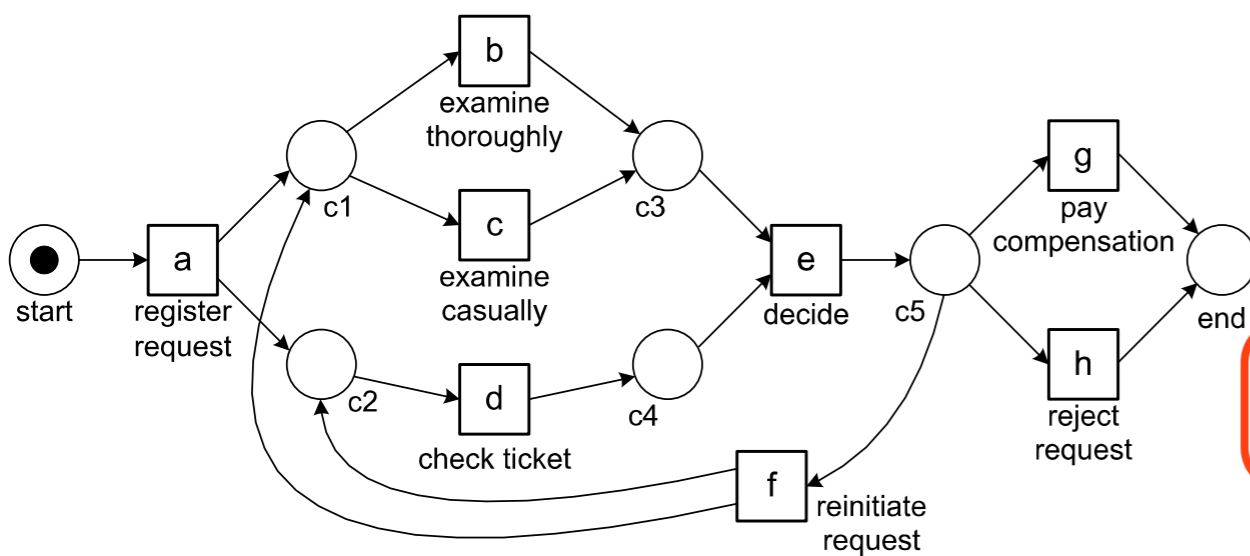 b
examine
thoroughly
c1
c3
c
examine
casually
start
a
register
request
c2
d
check ticket
c4
e
decide
c5
g
pay
compensation
end
h
reject
request
f
reinitiate
request